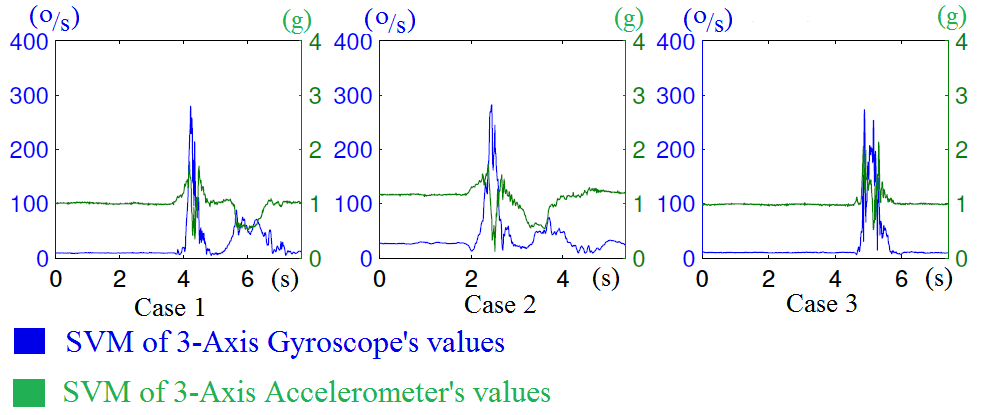 (o/s) (g) (o/s) (g) (o/s) (g)
400 4 400 4 400 4
300 3 300 3 300 3
200 2 200 2 200 2
100 1 100 1 100 1
0 0 0 0 0 0
0 2 4 6 (s) 0 2 4 (s) 0 2 4 6 (s)
Case 1 Case 2 Case 3
SVM of 3-Axis Gyroscope's values
SVM of 3-Axis Accelerometer's values